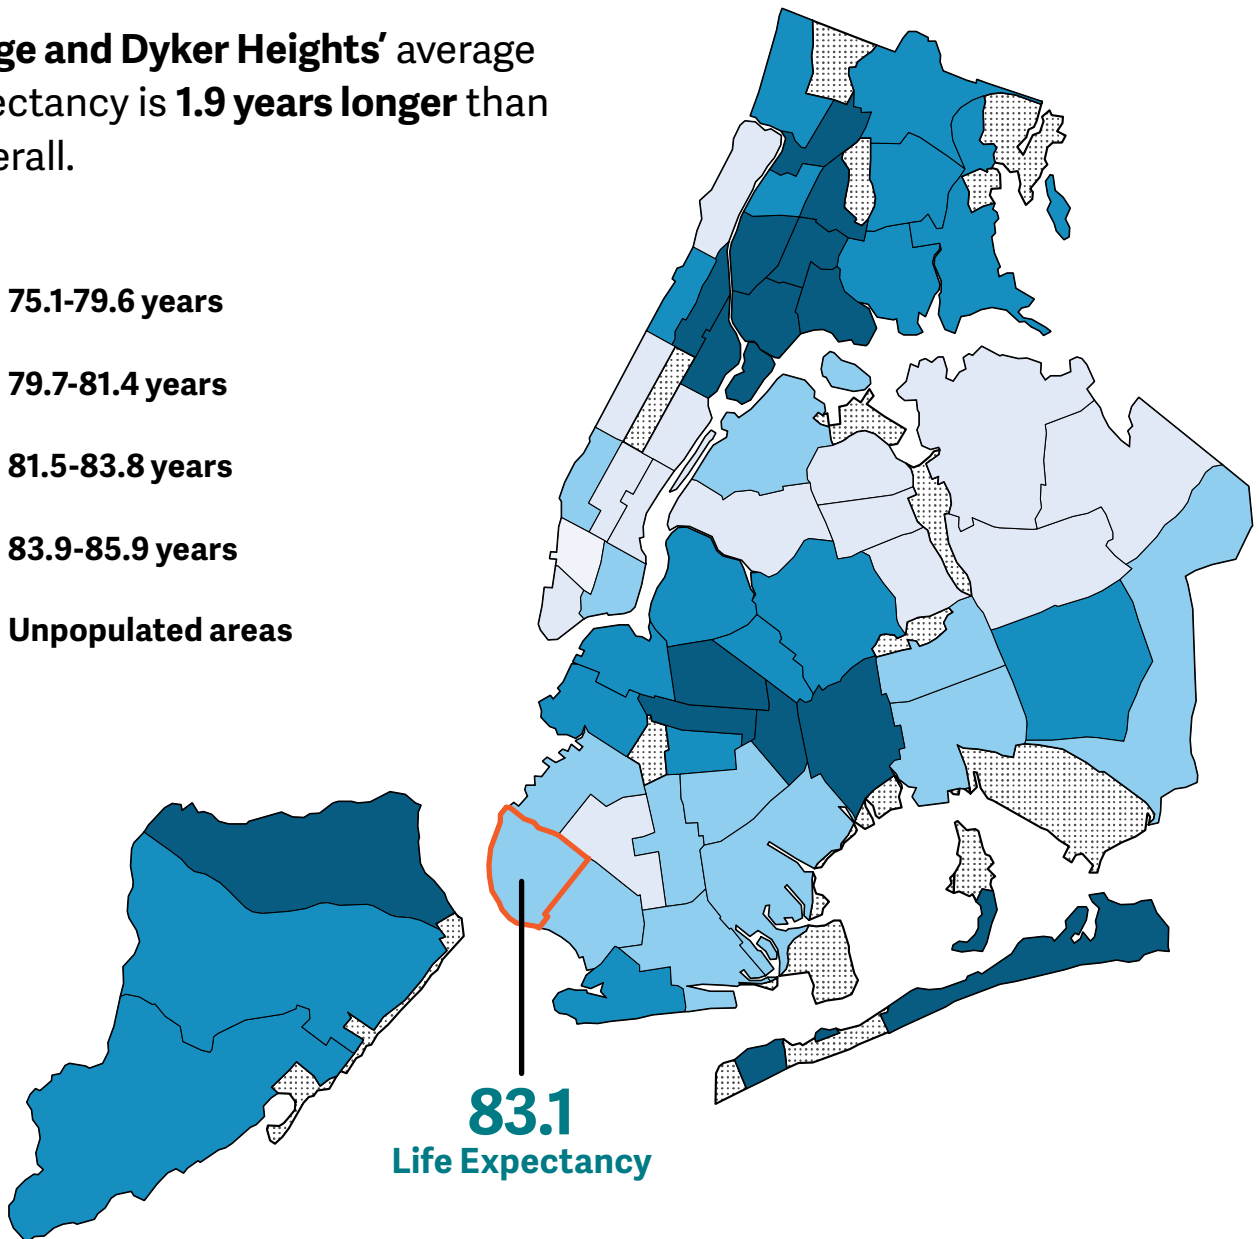 ge and Dyker Heights’ average
ectancy is 1.9 years longer than
erall.
75.1-79.6 years
79.7-81.4 years
81.5-83.8 years
83.9-85.9 years
Unpopulated areas
83.1
Life Expectancy